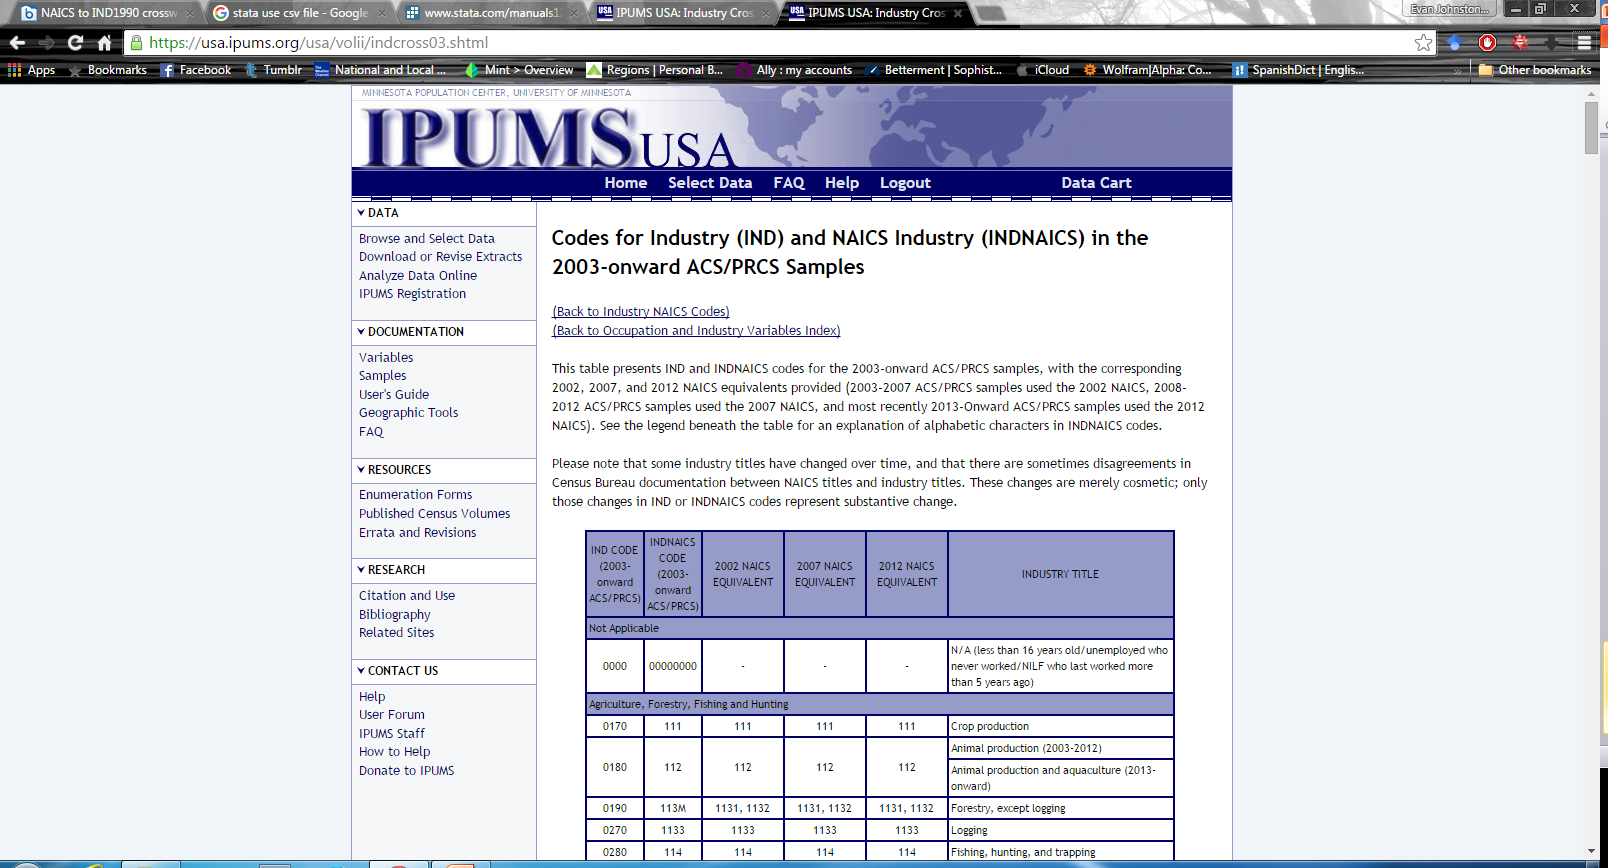 NAICS to IND1990 crossw
stata use csv file - Google
www.stata.com/manuals1
IPUMS USA: Industry Cros
IPUMS USA: Industry Cros
Evan Johnston...
https://usa.ipums.org/usa/volii/indcross03.shtml
Apps
Bookmarks
Facebook
Tumblr
National and Local ...
Mint > Overview
Regions | Personal B...
Ally : my accounts
Betterment | Sophist...
iCloud
Wolfram|Alpha: Co...
SpanishDict | Englis...
»
Other bookmarks
MINNESOTA POPULATION CENTER, UNIVERSITY OF MINNESOTA
IPUMS USA
Home Select Data FAQ Help Logout Data Cart
DATA
Browse and Select Data
Download or Revise Extracts
Analyze Data Online
IPUMS Registration
DOCUMENTATION
Variables
Samples
User's Guide
Geographic Tools
FAQ
RESOURCES
Enumeration Forms
Published Census Volumes
Errata and Revisions
RESEARCH
Citation and Use
Bibliography
Related Sites
CONTACT US
Help
User Forum
IPUMS Staff
How to Help
Donate to IPUMS
Codes for Industry (IND) and NAICS Industry (INDNAICS) in the
2003-onward ACS/PRCS Samples
(Back to Industry NAICS Codes)
(Back to Occupation and Industry Variables Index)
This table presents IND and INDNAICS codes for the 2003-onward ACS/PRCS samples, with the corresponding
2002, 2007, and 2012 NAICS equivalents provided (2003-2007 ACS/PRCS samples used the 2002 NAICS, 2008-
2012 ACS/PRCS samples used the 2007 NAICS, and most recently 2013-Onward ACS/PRCS samples used the 2012
NAICS). See the legend beneath the table for an explanation of alphabetic characters in INDNAICS codes.
Please note that some industry titles have changed over time, and that there are sometimes disagreements in
Census Bureau documentation between NAICS titles and industry titles. These changes are merely cosmetic; only
those changes in IND or INDNAICS codes represent substantive change.
IND CODE
(2003-
onward
ACS/PRCS)
INDNAICS
CODE
(2003-
onward
ACS/PRCS)
2002 NAICS
EQUIVALENT
2007 NAICS
EQUIVALENT
2012 NAICS
EQUIVALENT
INDUSTRY TITLE
Not Applicable
0000 00000000 - - - N/A (less than 16 years old/unemployed who
never worked/NILF who last worked more
than 5 years ago)
Agriculture, Forestry, Fishing and Hunting
0170 111 111 111 111 Crop production
0180 112 112 112 112 Animal production (2003-2012)
Animal production and aquaculture (2013-
onward)
0190 113M 1131, 1132 1131, 1132 1131, 1132 Forestry, except logging
0270 1133 1133 1133 1133 Logging
0280 114 114 114 114 Fishing, hunting, and trapping